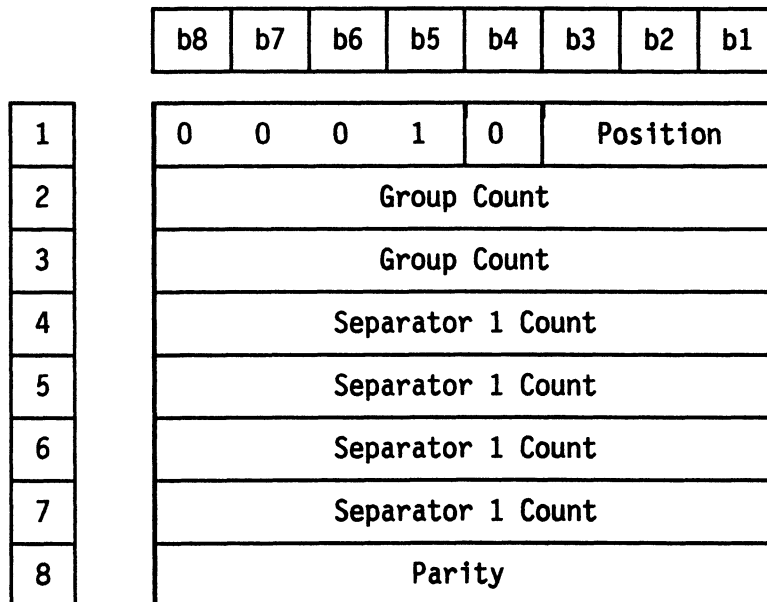 b8 b7 b6 b5 b4 b3 b2 b1
1 0 0 0 1 0 Position
2 Group Count
3 Group Count
4 Separator 1 Count
5 Separator 1 Count
6 Separator 1 Count
7 Separator 1 Count
8 Parity